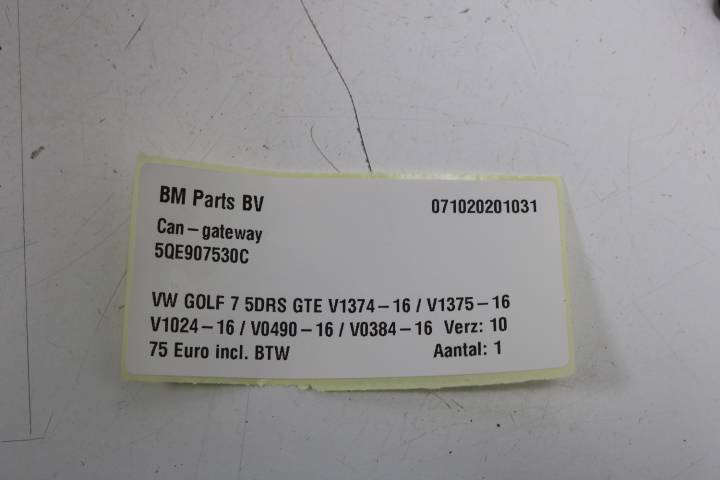 BM Parts BV 071020201031
Can-gateway
5QE907530C
VW GOLF 7 5DRS GTE V1374-16 / V1375-16
V1024-16 / V0490-16 / V0384-16 Verz: 10
75 Euro incl. BTW Aantal: 1